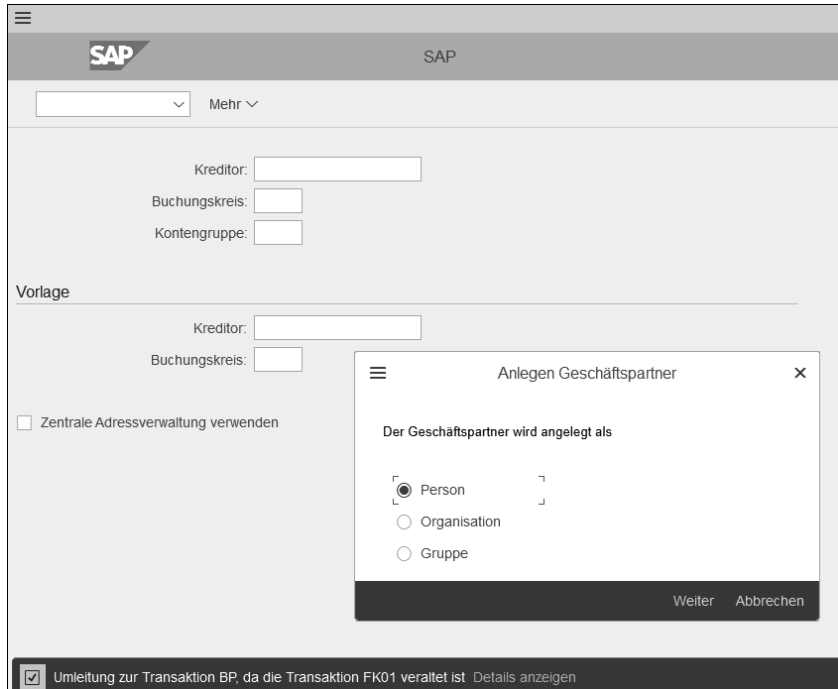 SAP
SAP
Mehr
Kreditor:
Buchungskreis:
Kontengruppe:
Vorlage
Kreditor:
Buchungskreis:
Zentrale Adressverwaltung verwenden
Anlegen Geschäftspartner
Der Geschäftspartner wird angelegt als
Person
Organisation
Gruppe
Weiter Abbrechen
Umleitung zur Transaktion BP, da die Transaktion FK01 veraltet ist Details anzeigen